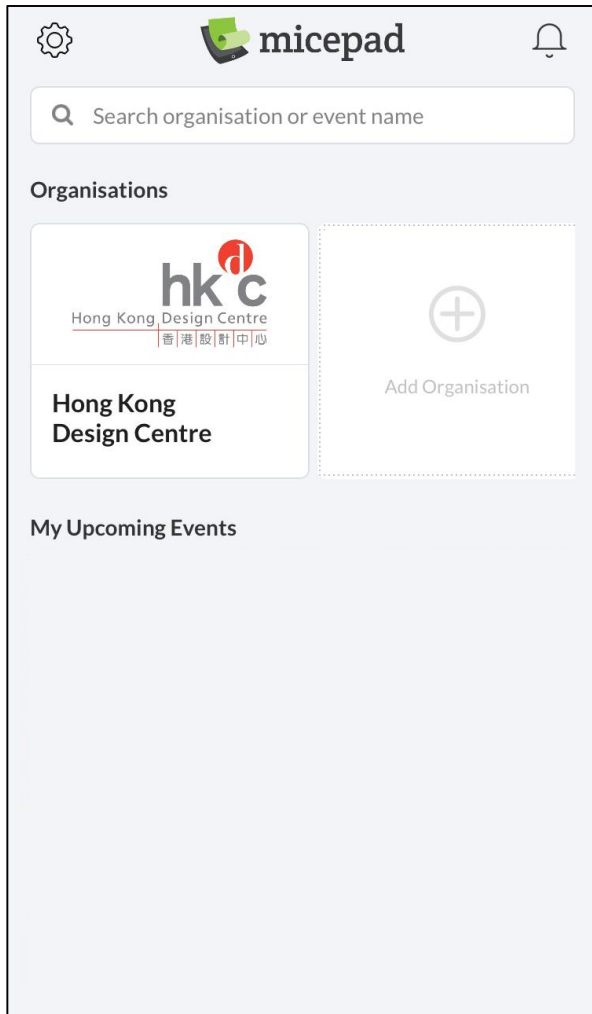 micepad
Search organisation or event name
Organisations
hkdc
Hong Kong Design Centre
香港設計中心
Add Organisation
Hong Kong
Design Centre
My Upcoming Events